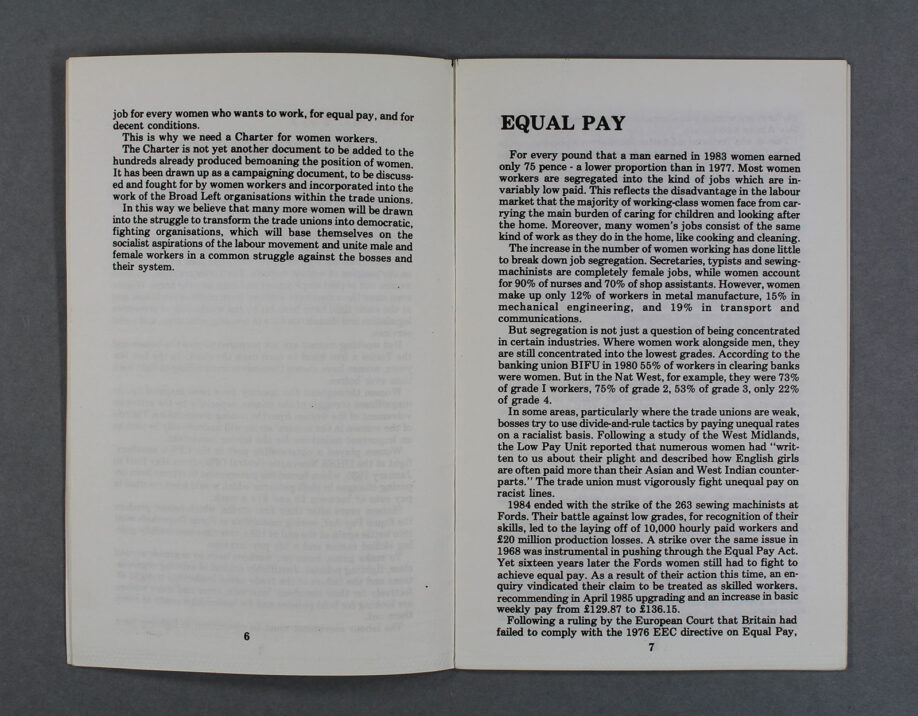 job for every women who wants to work, for equal pay, and for
decent conditions.
This is why we need a Charter for women workers.
The Charter is not yet another document to be added to the
hundreds already produced bemoaning the position of women.
It has been drawn up as a campaigning document, to be discuss-
ed and fought for by women workers and incorporated into the
work of the Broad Left organisations within the trade unions.
In this way we believe that many more women will be drawn
into the struggle to transform the trade unions into democratic,
fighting organisations, which will base themselves on the
socialist aspirations of the labour movement and unite male and
female workers in a common struggle against the bosses and
their system.
6
EQUAL PAY
For every pound that a man earned in 1983 women earned
only 75 pence - a lower proportion than in 1977. Most women
workers are segregated into the kind of jobs which are in-
variably low paid. This reflects the disadvantage in the labour
market that the majority of working-class women face from car-
rying the main burden of caring for children and looking after
the home. Moreover, many women's jobs consist of the same
kind of work as they do in the home, like cooking and cleaning.
The increase in the number of women working has done little
to break down job segregation. Secretaries, typists and sewing-
machinists are completely female jobs, while women account
for 90% of nurses and 70% of shop assistants. However, women
make up only 12% of workers in metal manufacture, 15% in
mechanical engineering, and 19% in transport and
communications.
But segregation is not just a question of being concentrated
in certain industries. Where women work alongside men, they
are still concentrated into the lowest grades. According to the
banking union BIFU in 1980 55% of workers in clearing banks
were women. But in the Nat West, for example, they were 73%
of grade I workers, 75% of grade 2, 53% of grade 3, only 22%
of grade 4.
In some areas, particularly where the trade unions are weak,
bosses try to use divide-and-rule tactics by paying unequal rates
on a racialist basis. Following a study of the West Midlands,
the Low Pay Unit reported that numerous women had "writ-
ten to us about their plight and described how English girls
are often paid more than their Asian and West Indian counter-
parts." The trade union must vigorously fight unequal pay on
racist lines.
1984 ended with the strike of the 263 sewing machinists at
Fords. Their battle against low grades, for recognition of their
skills, led to the laying off of 10,000 hourly paid workers and
£20 million production losses. A strike over the same issue in
1968 was instrumental in pushing through the Equal Pay Act.
Yet sixteen years later the Fords women still had to fight to
achieve equal pay. As a result of their action this time, an en-
quiry vindicated their claim to be treated as skilled workers,
recommending in April 1985 upgrading and an increase in basic
weekly pay from £129.87 to £136.15.
Following a ruling by the European Court that Britain had
failed to comply with the 1976 EEC directive on Equal Pay,
7